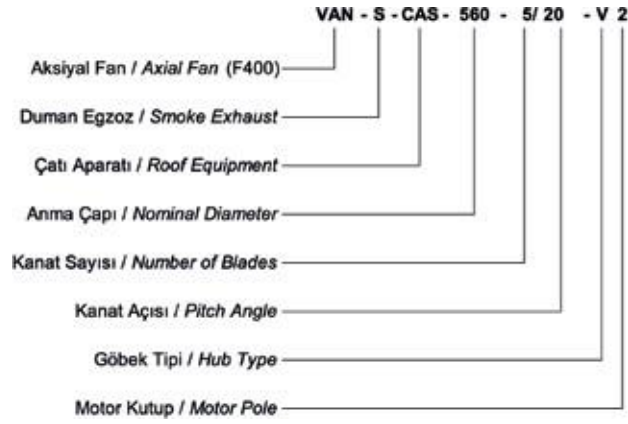 VAN - S - CAS - 560 - 5/ 20 - V 2
Aksiyal Fan / Axial Fan (F400)
Duman Egzoz / Smoke Exhaust
Çatı Aparatı / Roof Equipment
Anma Çapı / Nominal Diameter
Kanat Sayısı / Number of Blades
Kanat Açısı / Pitch Angle
Göbek Tipi / Hub Type
Motor Kutup / Motor Pole